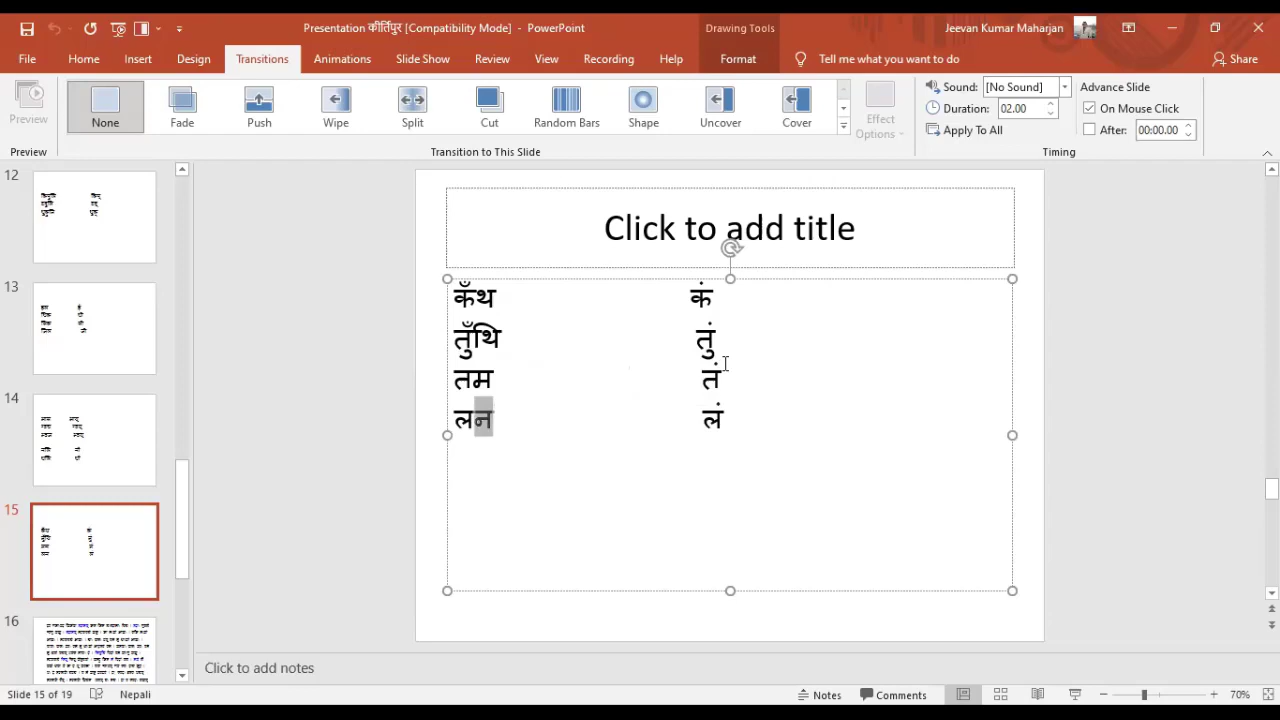 Presentation कीर्तिपुर [Compatibility Mode] - PowerPoint
Drawing Tools
Jeevan Kumar Maharjan
File Home Insert Design Transitions Animations Slide Show Review View Recording Help Format Tell me what you want to do Share
Preview None Fade Push Wipe Split Cut Random Bars Shape Uncover Cover Effect Options
Sound: [No Sound] Advance Slide
Duration: 02.00 On Mouse Click
Apply To All After: 00:00.00
Preview Transition to This Slide Timing
12
13
14
15
16
Click to add title
कँथ कं
तुँथि तुं
तम तं
लन लं
Click to add notes
Slide 15 of 19 Nepali Notes Comments 70%